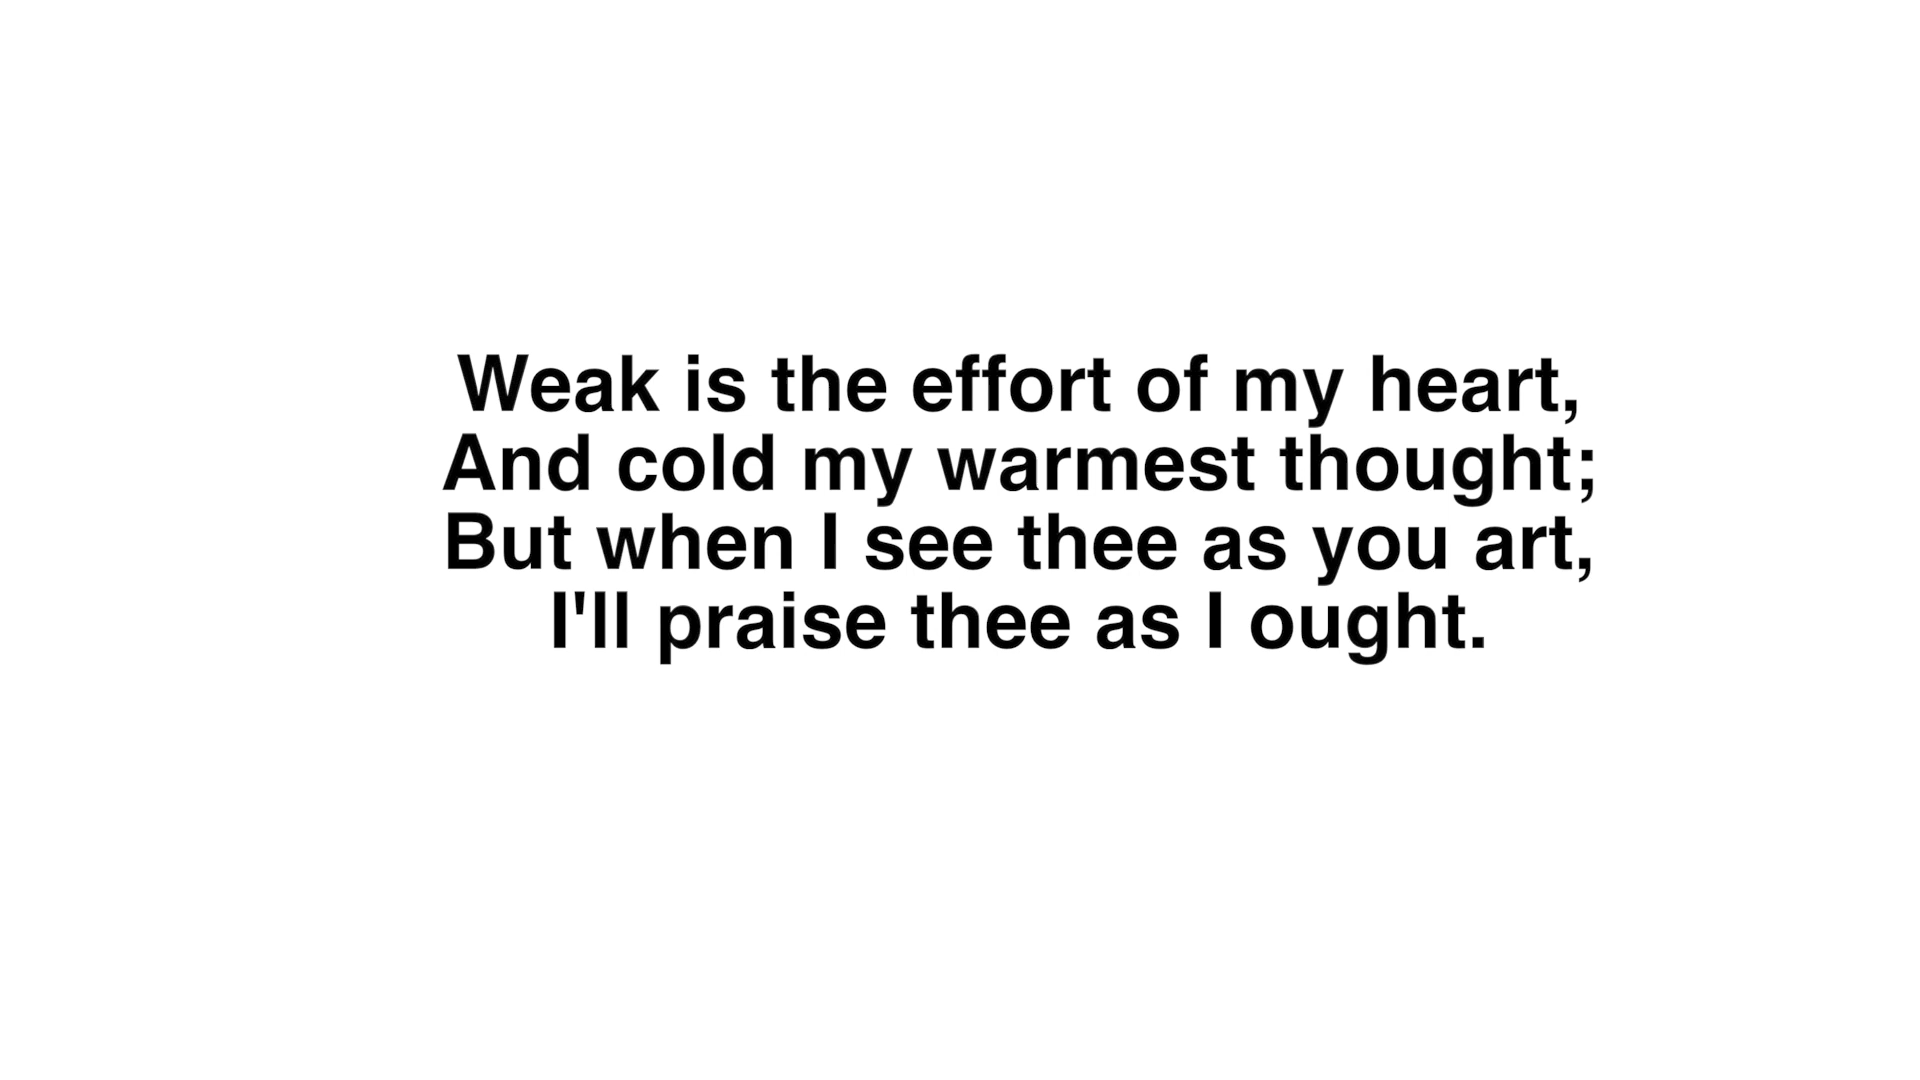 Weak is the effort of my heart,
And cold my warmest thought;
But when I see thee as you art,
I'll praise thee as I ought.